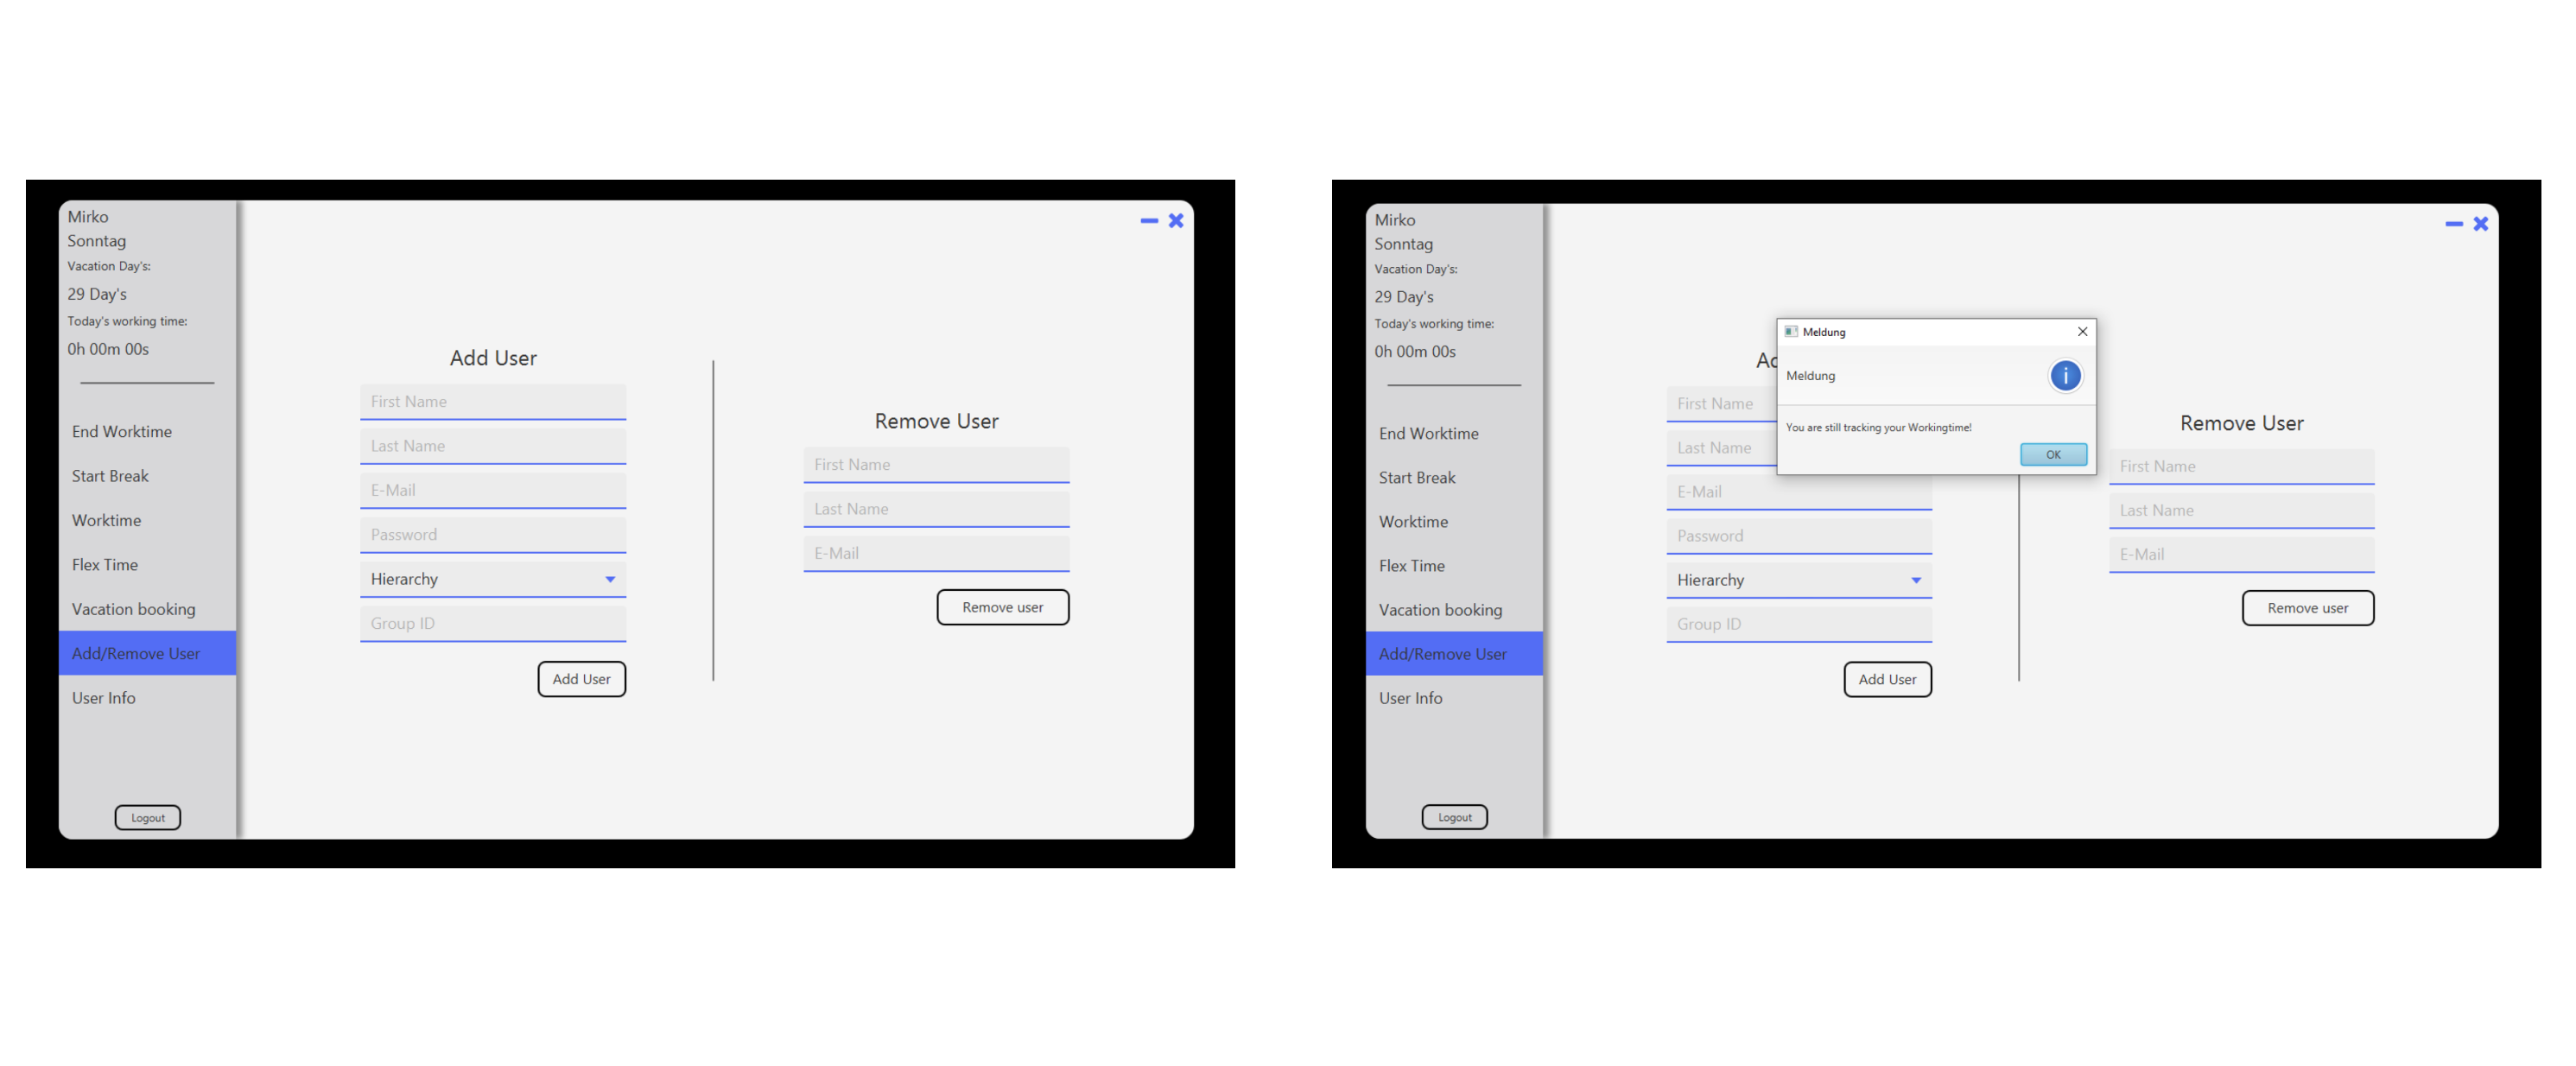 Mirko
Sonntag
Vacation Day's:
29 Day's
Today's working time:
0h 00m 00s
End Worktime
Start Break
Worktime
Flex Time
Vacation booking
Add/Remove User
User Info
Logout
Add User
First Name
Last Name
E-Mail
Password
Hierarchy
Group ID
Add User
Remove User
First Name
Last Name
E-Mail
Remove user
Mirko
Sonntag
Vacation Day's:
29 Day's
Today's working time:
0h 00m 00s
End Worktime
Start Break
Worktime
Flex Time
Vacation booking
Add/Remove User
User Info
Logout
Meldung
Meldung
You are still tracking your Workingtime!
OK
First Name
Last Name
E-Mail
Password
Hierarchy
Group ID
Add User
Remove User
First Name
Last Name
E-Mail
Remove user